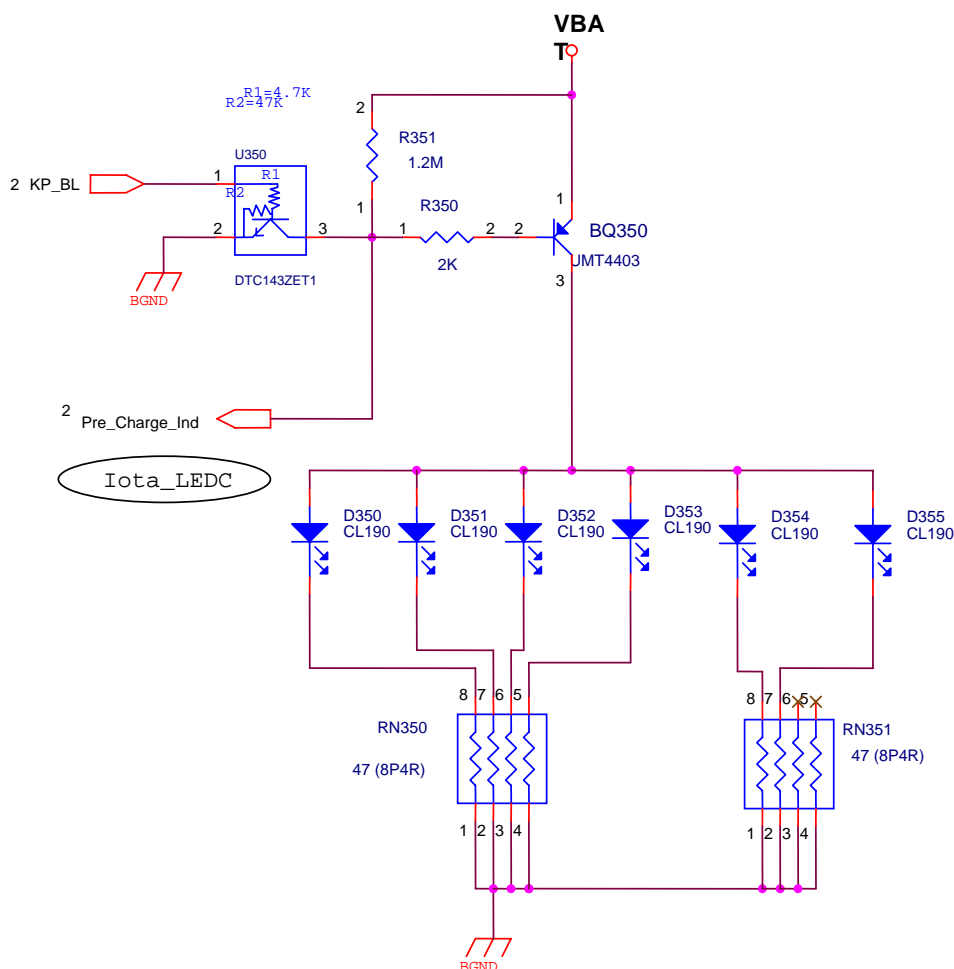 VBA
T
R1=4.7K
R2=47K
2
R351
1.2M
U350
2 KP_BL
1
R1
R2
1
R350
1
BQ350
2
3
1
2
2
2K
UMT4403
3
DTC143ZET1
BGND
2
Pre_Charge_Ind
Iota_LEDC
D350
CL190
D351
CL190
D352
CL190
D353
CL190
D354
CL190
D355
CL190
8 7 6 5
8 7 6 5
RN350
47 (8P4R)
RN351
47 (8P4R)
1 2 3 4
1 2 3 4
BGND